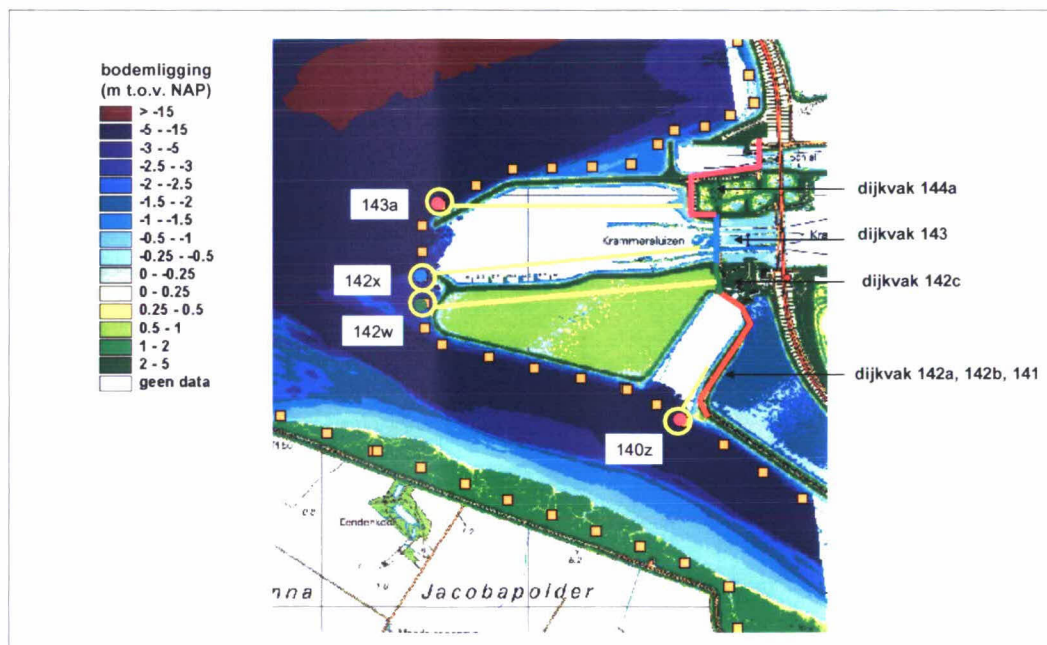 bodemligging
(m t.o.v. NAP)
> -15
-5 - -15
-3 - -5
-2.5 - -3
-2 - -2.5
-1.5 - -2
-1 - -1.5
-0.5 - -1
-0.25 - -0.5
0 - -0.25
0 - 0.25
0.25 - 0.5
0.5 - 1
1 - 2
2 - 5
geen data
143a
142x
142w
140z
dijkvak 144a
dijkvak 143
dijkvak 142c
dijkvak 142a, 142b, 141
Krammersluizen
Kra
Eendenkooi
nna
Jacobapolder